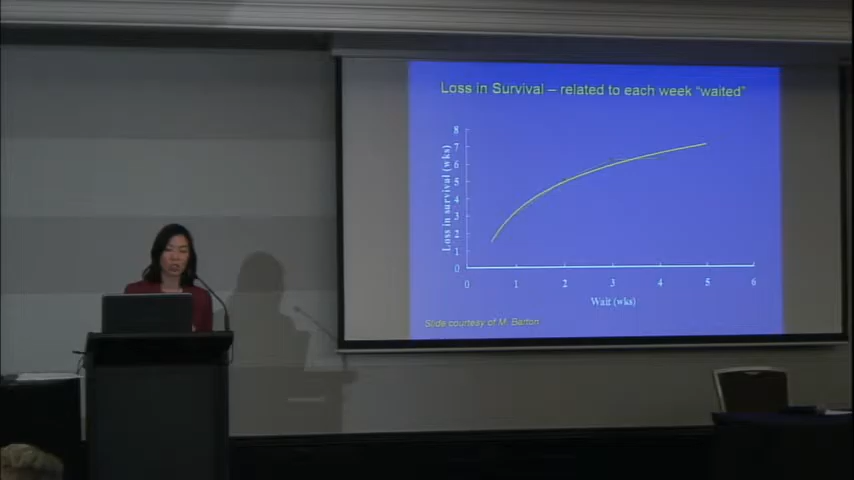 Loss in Survival – related to each week “waited”
8
7
6
5
4
3
2
1
0
Loss in survival (wks)
0 1 2 3 4 5 6
Wait (wks)
Slide courtesy of M. Barton